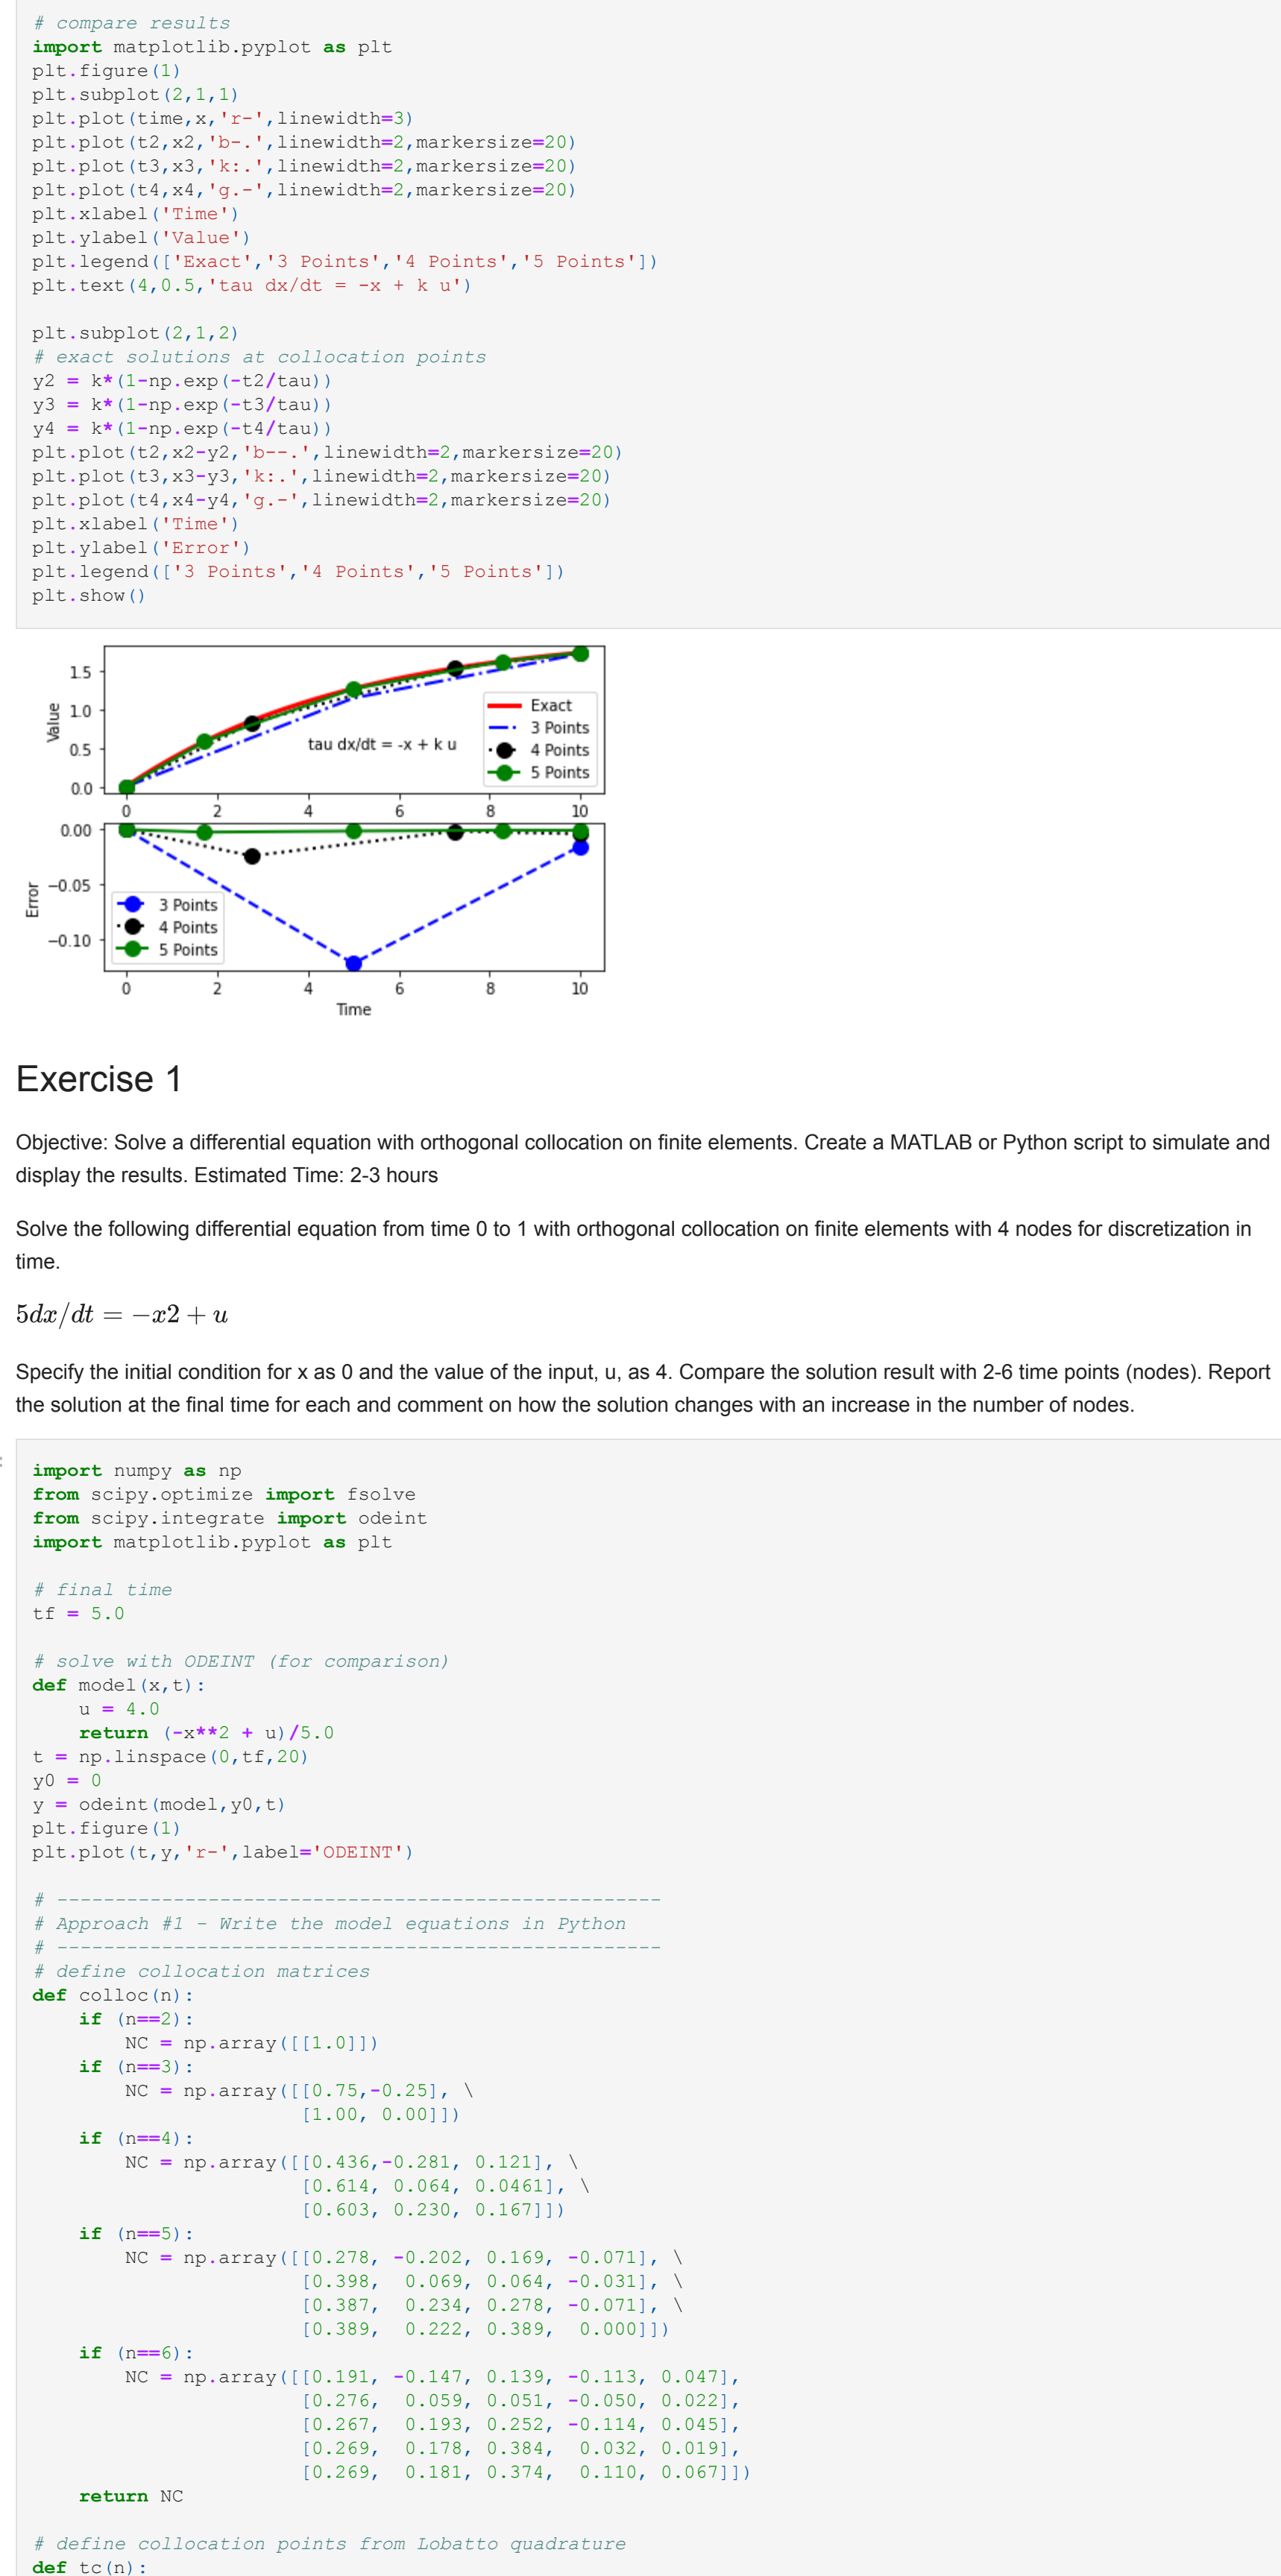 # compare results
import matplotlib.pyplot as plt
plt.figure(1)
plt.subplot(2,1,1)
plt.plot(time,x,'r-',linewidth=3)
plt.plot(t2,x2,'b-.',linewidth=2,markersize=20)
plt.plot(t3,x3,'k:.',linewidth=2,markersize=20)
plt.plot(t4,x4,'g.-',linewidth=2,markersize=20)
plt.xlabel('Time')
plt.ylabel('Value')
plt.legend(['Exact','3 Points','4 Points','5 Points'])
plt.text(4,0.5,'tau dx/dt = -x + k u')

plt.subplot(2,1,2)
# exact solutions at collocation points
y2 = k*(1-np.exp(-t2/tau))
y3 = k*(1-np.exp(-t3/tau))
y4 = k*(1-np.exp(-t4/tau))
plt.plot(t2,x2-y2,'b--.',linewidth=2,markersize=20)
plt.plot(t3,x3-y3,'k:.',linewidth=2,markersize=20)
plt.plot(t4,x4-y4,'g.-',linewidth=2,markersize=20)
plt.xlabel('Time')
plt.ylabel('Error')
plt.legend(['3 Points','4 Points','5 Points'])
plt.show()
Value
1.5
1.0
0.5
0.0
tau dx/dt = -x + k u
Exact
3 Points
4 Points
5 Points
0 2 4 6 8 10
Error
0.00
−0.05
−0.10
3 Points
4 Points
5 Points
0 2 4 6 8 10
Time
Exercise 1
Objective: Solve a differential equation with orthogonal collocation on finite elements. Create a MATLAB or Python script to simulate and
display the results. Estimated Time: 2-3 hours
Solve the following differential equation from time 0 to 1 with orthogonal collocation on finite elements with 4 nodes for discretization in
time.
5dx/dt = −x2 + u
Specify the initial condition for x as 0 and the value of the input, u, as 4. Compare the solution result with 2-6 time points (nodes). Report
the solution at the final time for each and comment on how the solution changes with an increase in the number of nodes.
:
import numpy as np
from scipy.optimize import fsolve
from scipy.integrate import odeint
import matplotlib.pyplot as plt

# final time
tf = 5.0

# solve with ODEINT (for comparison)
def model(x,t):
    u = 4.0
    return (-x**2 + u)/5.0
t = np.linspace(0,tf,20)
y0 = 0
y = odeint(model,y0,t)
plt.figure(1)
plt.plot(t,y,'r-',label='ODEINT')

# ----------------------------------------------------
# Approach #1 - Write the model equations in Python
# ----------------------------------------------------
# define collocation matrices
def colloc(n):
    if (n==2):
        NC = np.array([[1.0]])
    if (n==3):
        NC = np.array([[0.75,-0.25], \
                       [1.00, 0.00]])
    if (n==4):
        NC = np.array([[0.436,-0.281, 0.121], \
                       [0.614, 0.064, 0.0461], \
                       [0.603, 0.230, 0.167]])
    if (n==5):
        NC = np.array([[0.278, -0.202, 0.169, -0.071], \
                       [0.398,  0.069, 0.064, -0.031], \
                       [0.387,  0.234, 0.278, -0.071], \
                       [0.389,  0.222, 0.389,  0.000]])
    if (n==6):
        NC = np.array([[0.191, -0.147, 0.139, -0.113, 0.047],
                       [0.276,  0.059, 0.051, -0.050, 0.022],
                       [0.267,  0.193, 0.252, -0.114, 0.045],
                       [0.269,  0.178, 0.384,  0.032, 0.019],
                       [0.269,  0.181, 0.374,  0.110, 0.067]])
    return NC

# define collocation points from Lobatto quadrature
def tc(n):